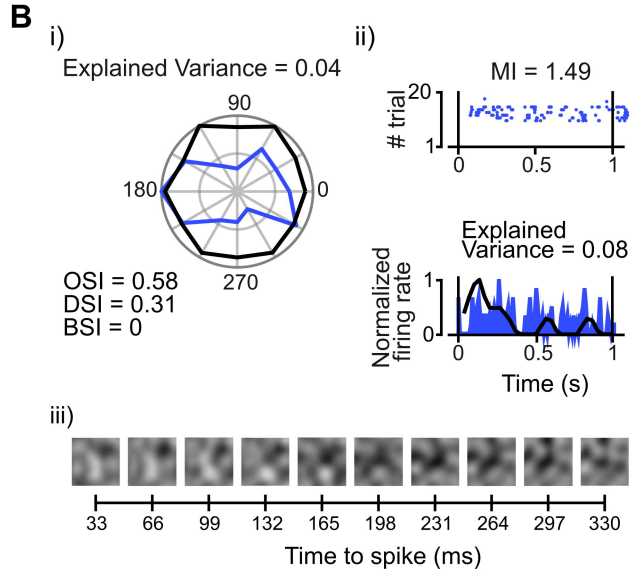 B
i)
Explained Variance = 0.04
90
180
0
270
OSI = 0.58
DSI = 0.31
BSI = 0
ii)
MI = 1.49
# trial
20
1
0
0.5
1
Explained
Variance = 0.08
Normalized
firing rate
1
0
0
0.5
1
Time (s)
iii)
33 66 99 132 165 198 231 264 297 330
Time to spike (ms)